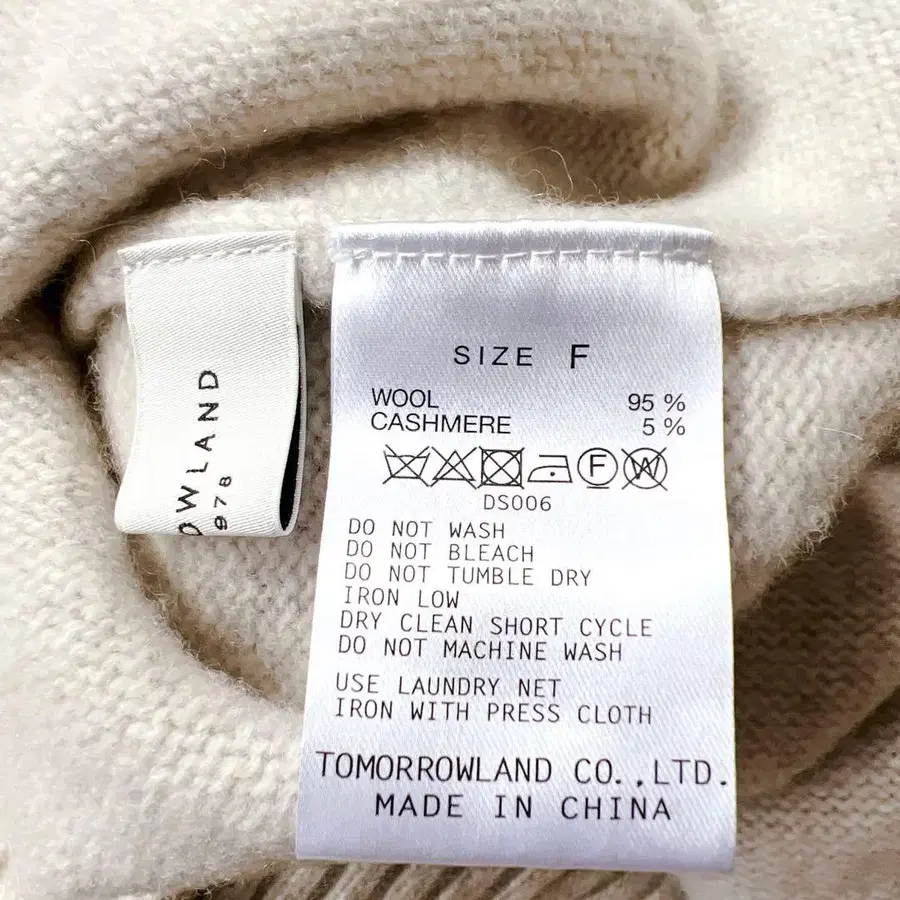 OWLAND
978
SIZE F
WOOL 95 %
CASHMERE 5 %
F W
DS006
DO NOT WASH
DO NOT BLEACH
DO NOT TUMBLE DRY
IRON LOW
DRY CLEAN SHORT CYCLE
DO NOT MACHINE WASH
USE LAUNDRY NET
IRON WITH PRESS CLOTH
TOMORROWLAND CO.,LTD.
MADE IN CHINA